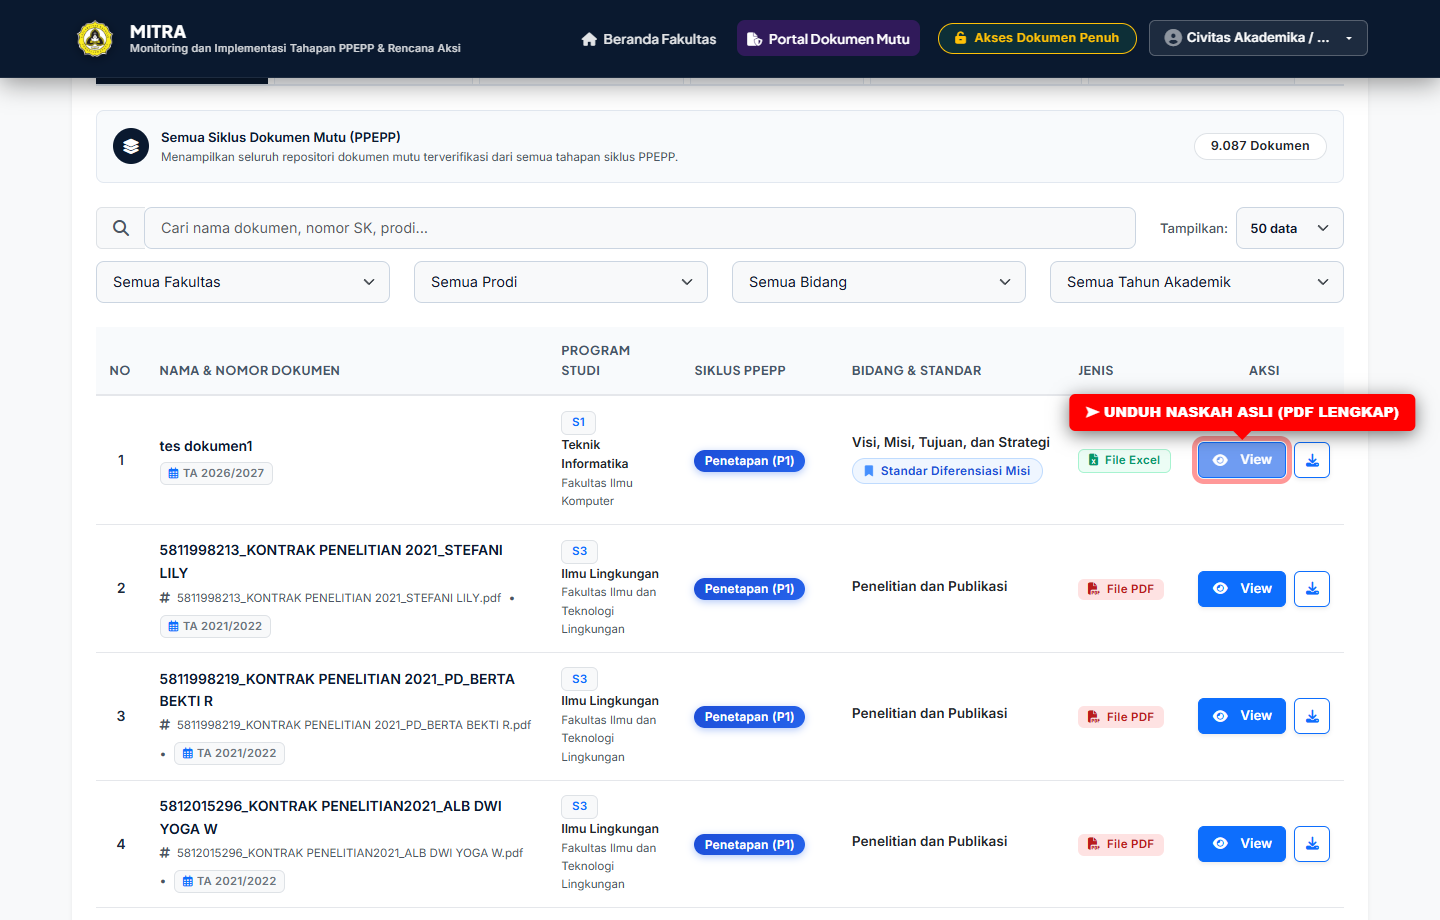 MITRA
Monitoring dan Implementasi Tahapan PPEPP & Rencana Aksi
Beranda Fakultas
Portal Dokumen Mutu
Akses Dokumen Penuh
Civitas Akademika / ...
Semua Siklus Dokumen Mutu (PPEPP)
Menampilkan seluruh repositori dokumen mutu terverifikasi dari semua tahapan siklus PPEPP.
9.087 Dokumen
Cari nama dokumen, nomor SK, prodi...
Tampilkan:
50 data
Semua Fakultas
Semua Prodi
Semua Bidang
Semua Tahun Akademik
NO
NAMA & NOMOR DOKUMEN
PROGRAM
STUDI
SIKLUS PPEPP
BIDANG & STANDAR
JENIS
AKSI
➤ UNDUH NASKAH ASLI (PDF LENGKAP)
1
tes dokumen1
TA 2026/2027
S1
Teknik
Informatika
Fakultas Ilmu
Komputer
Penetapan (P1)
Visi, Misi, Tujuan, dan Strategi
Standar Diferensiasi Misi
File Excel
View
2
5811998213_KONTRAK PENELITIAN 2021_STEFANI
LILY
# 5811998213_KONTRAK PENELITIAN 2021_STEFANI LILY.pdf •
TA 2021/2022
S3
Ilmu Lingkungan
Fakultas Ilmu dan
Teknologi
Lingkungan
Penetapan (P1)
Penelitian dan Publikasi
File PDF
View
3
5811998219_KONTRAK PENELITIAN 2021_PD_BERTA
BEKTI R
# 5811998219_KONTRAK PENELITIAN 2021_PD_BERTA BEKTI R.pdf
• TA 2021/2022
S3
Ilmu Lingkungan
Fakultas Ilmu dan
Teknologi
Lingkungan
Penetapan (P1)
Penelitian dan Publikasi
File PDF
View
4
5812015296_KONTRAK PENELITIAN2021_ALB DWI
YOGA W
# 5812015296_KONTRAK PENELITIAN2021_ALB DWI YOGA W.pdf
• TA 2021/2022
S3
Ilmu Lingkungan
Fakultas Ilmu dan
Teknologi
Lingkungan
Penetapan (P1)
Penelitian dan Publikasi
File PDF
View